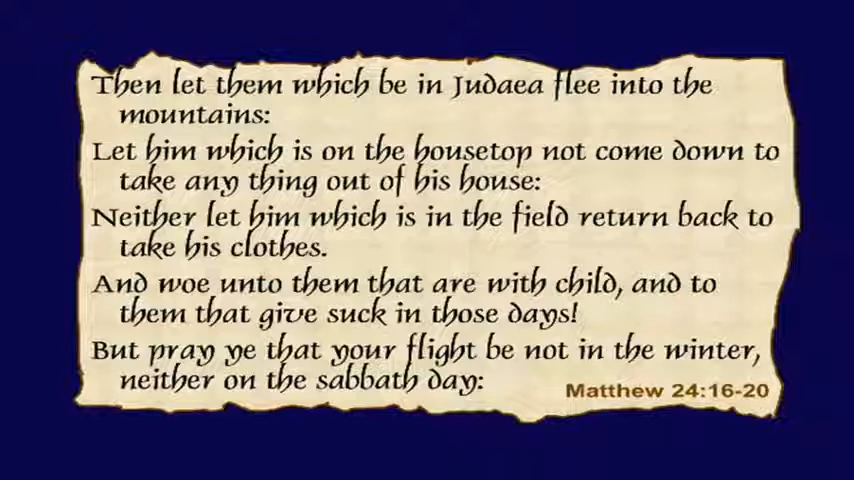 Then let them which be in Judaea flee into the
mountains:
Let him which is on the housetop not come down to
take any thing out of his house:
Neither let him which is in the field return back to
take his clothes.
And woe unto them that are with child, and to
them that give suck in those days!
But pray ye that your flight be not in the winter,
neither on the sabbath day:
Matthew 24:16-20